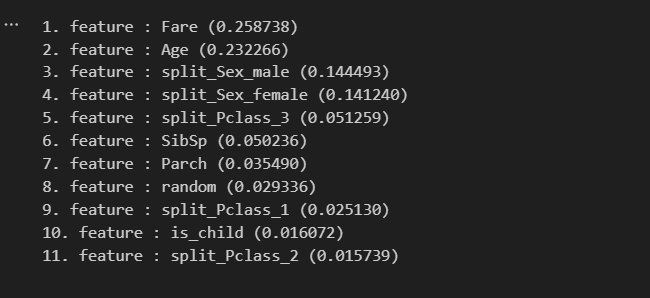 ...
1. feature : Fare (0.258738)
2. feature : Age (0.232266)
3. feature : split_Sex_male (0.144493)
4. feature : split_Sex_female (0.141240)
5. feature : split_Pclass_3 (0.051259)
6. feature : SibSp (0.050236)
7. feature : Parch (0.035490)
8. feature : random (0.029336)
9. feature : split_Pclass_1 (0.025130)
10. feature : is_child (0.016072)
11. feature : split_Pclass_2 (0.015739)